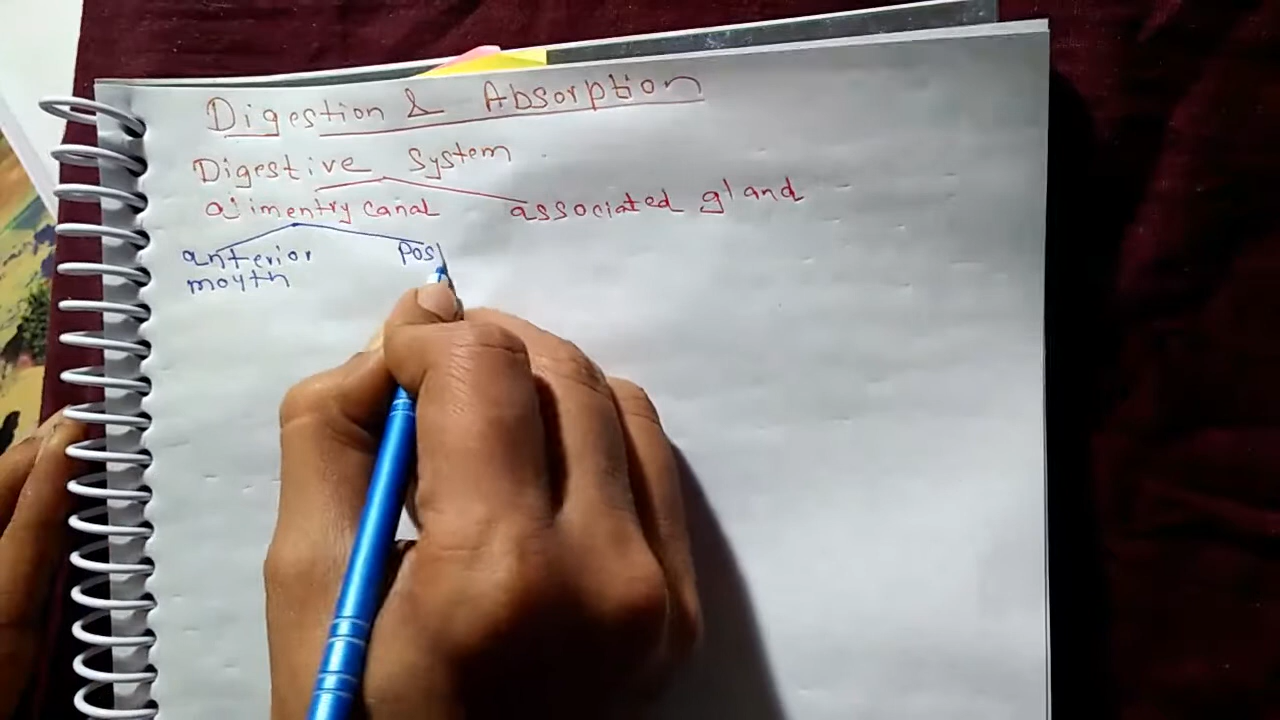 Digestion & Absorption
Digestive System
alimentry canal associated gland
anterior Pos
mouth